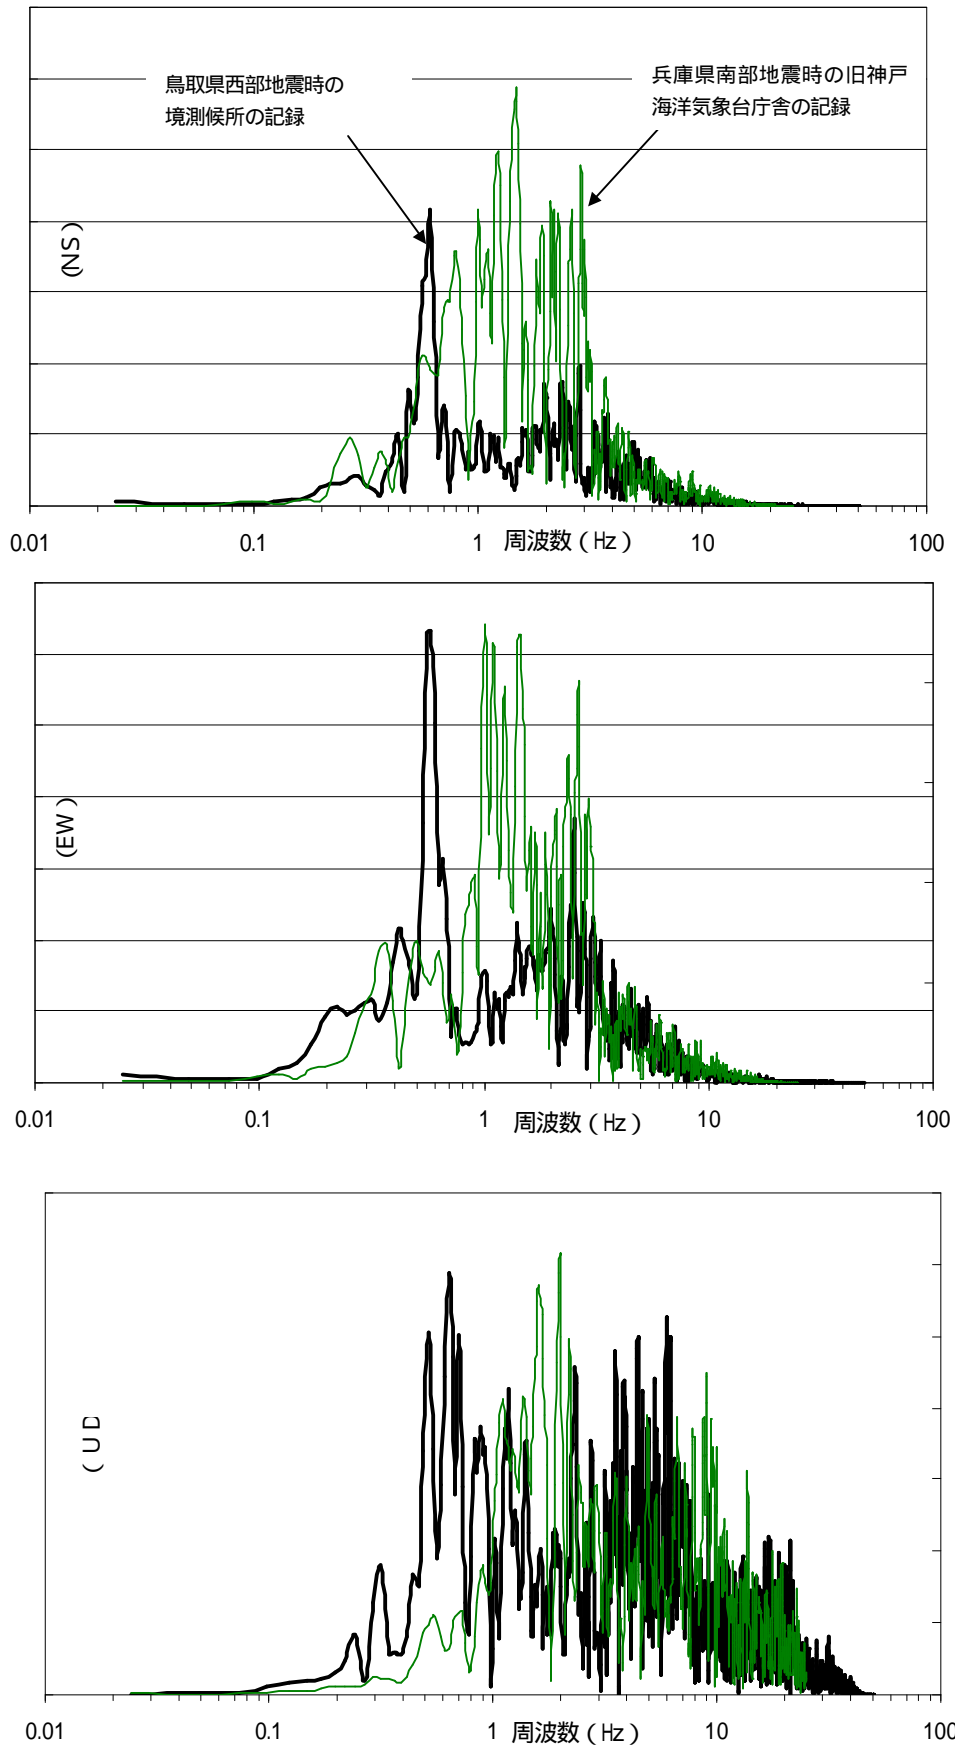 鳥取県西部地震時の
境測候所の記録
兵庫県南部地震時の旧神戸
海洋気象台庁舎の記録
(NS)
0.01 0.1 1 10 100
周波数(Hz)
(EW)
0.01 0.1 1 10 100
周波数(Hz)
(UD
0.01 0.1 1 10 100
周波数(Hz)